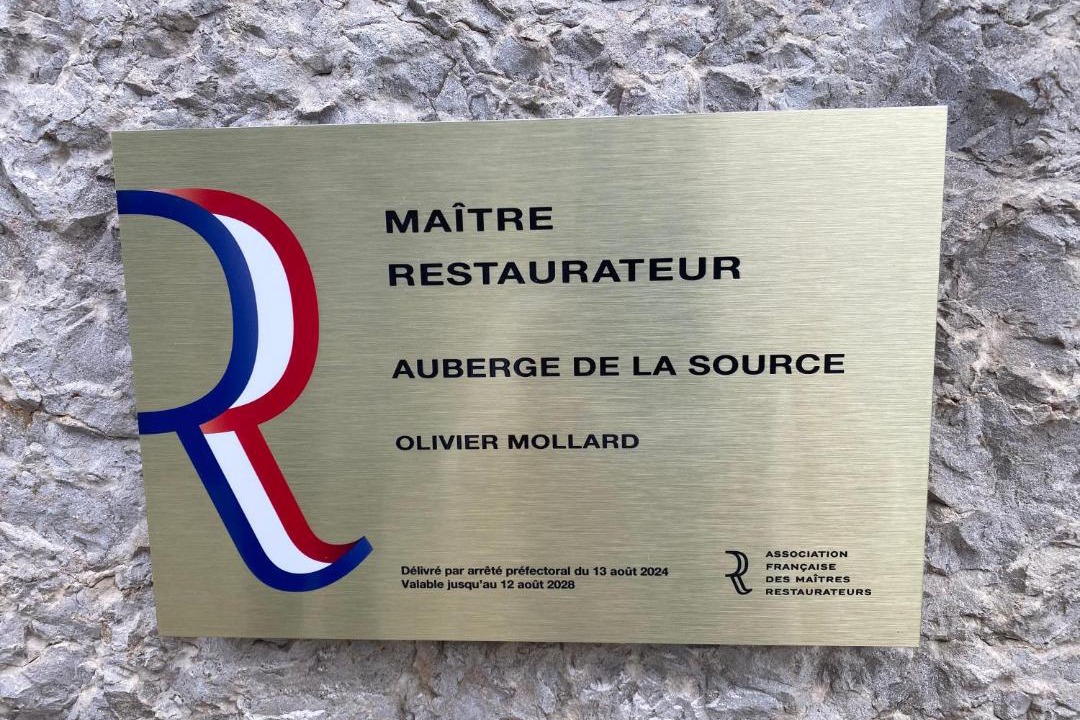 MAÎTRE
RESTAURATEUR
AUBERGE DE LA SOURCE
OLIVIER MOLLARD
Délivré par arrêté préfectoral du 13 août 2024
Valable jusqu'au 12 août 2028
ASSOCIATION
FRANÇAISE
DES MAÎTRES
RESTAURATEURS